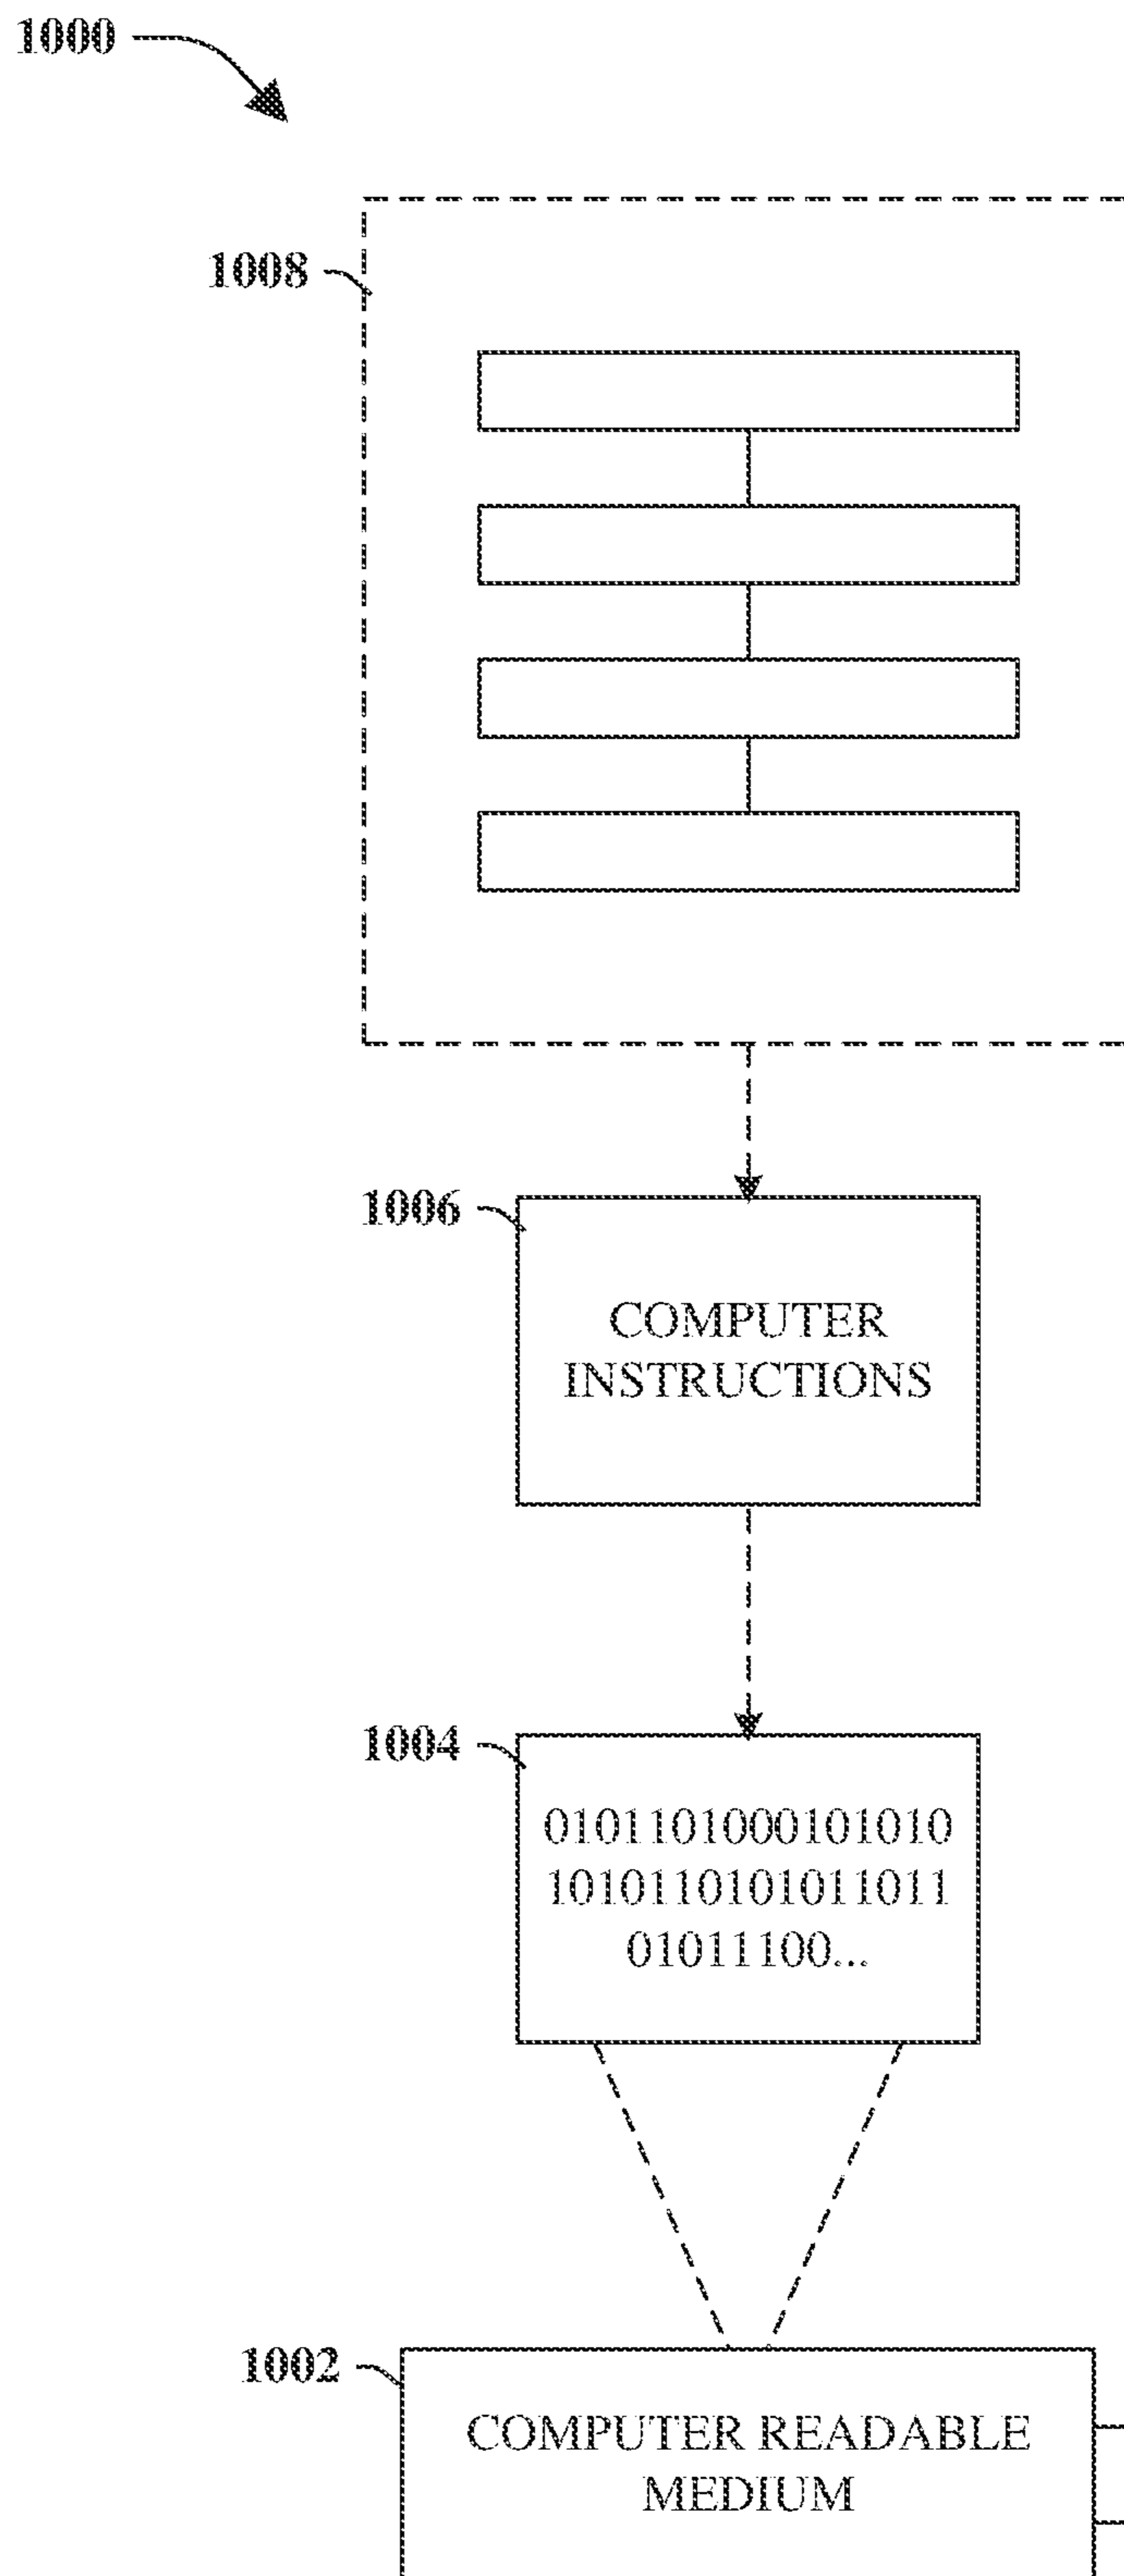 1000
1008
1006
COMPUTER
INSTRUCTIONS
1004
0101101000101010
1010110101011011
01011100...
1002
COMPUTER READABLE
MEDIUM